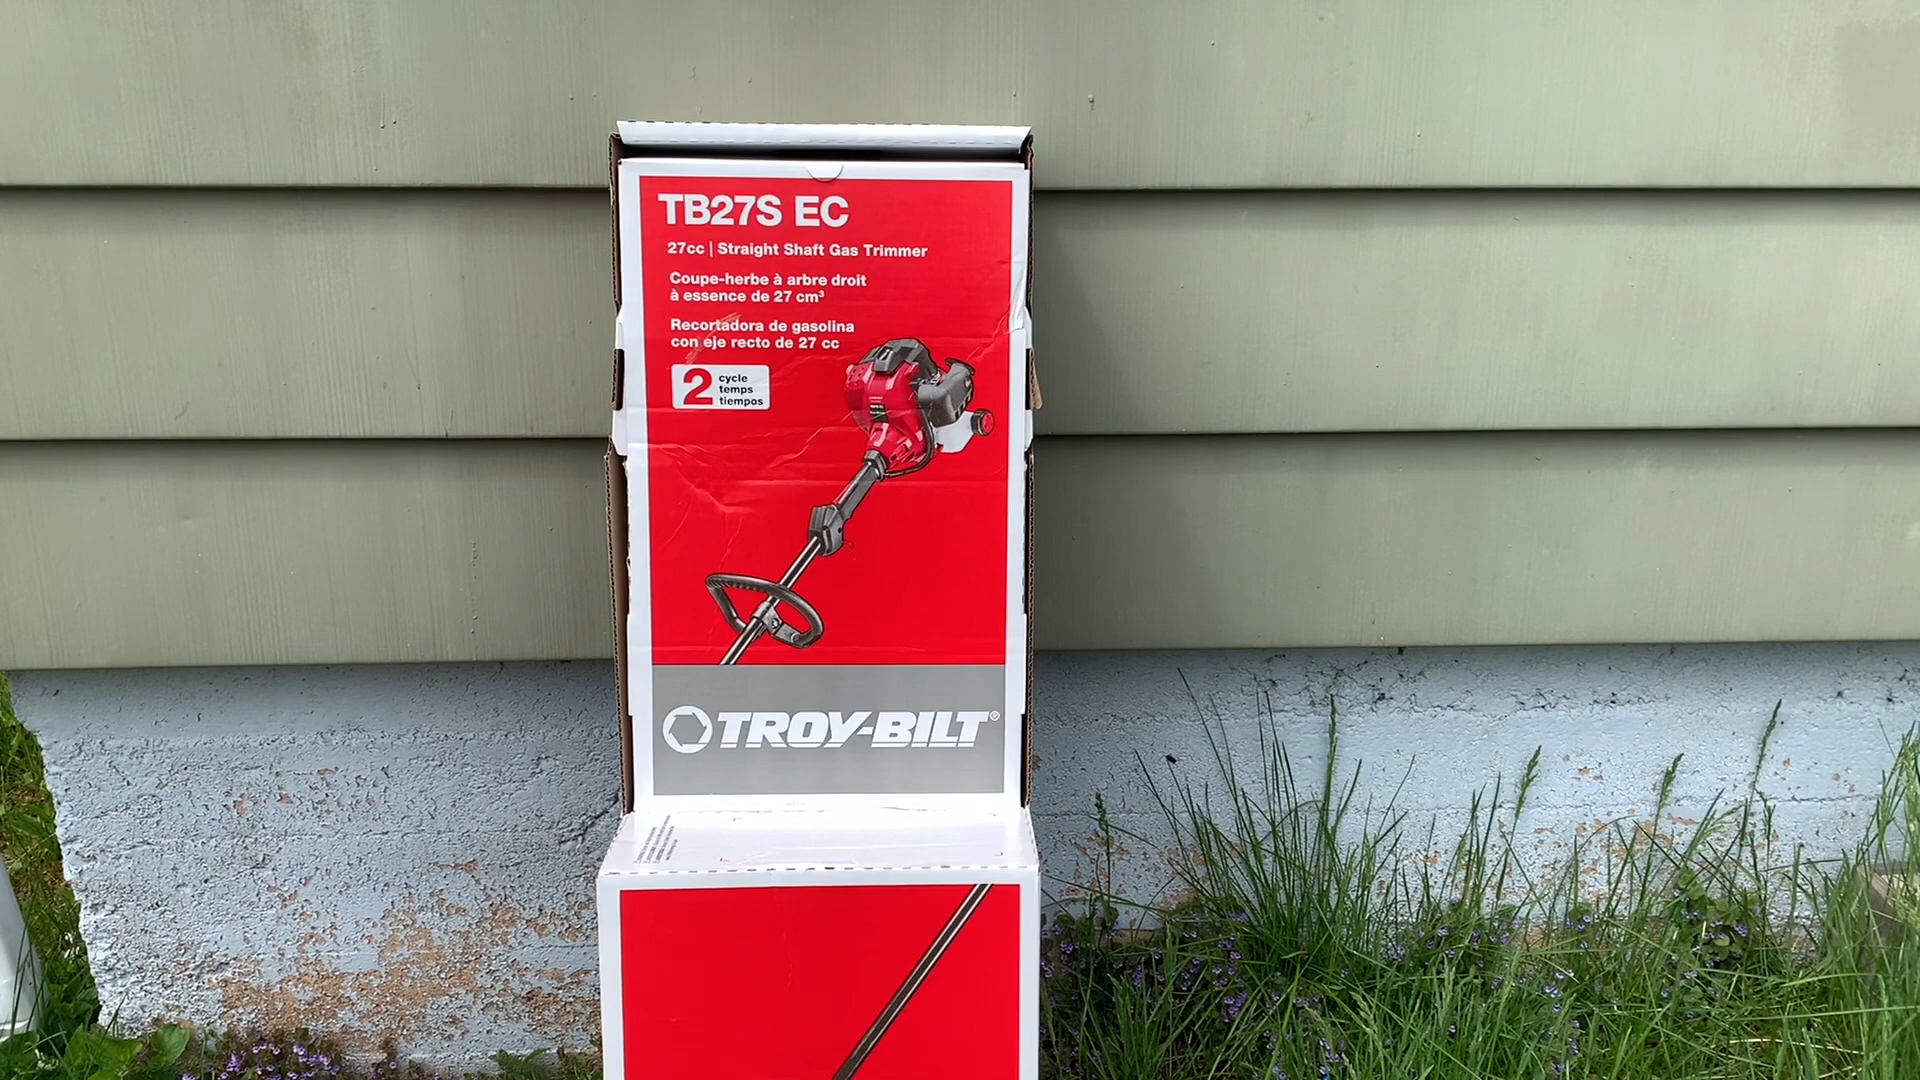 TB27S EC
27cc | Straight Shaft Gas Trimmer
Coupe-herbe à arbre droit
à essence de 27 cm³
Recortadora de gasolina
con eje recto de 27 cc
2 cycle
temps
tiempos
TROY-BILT®